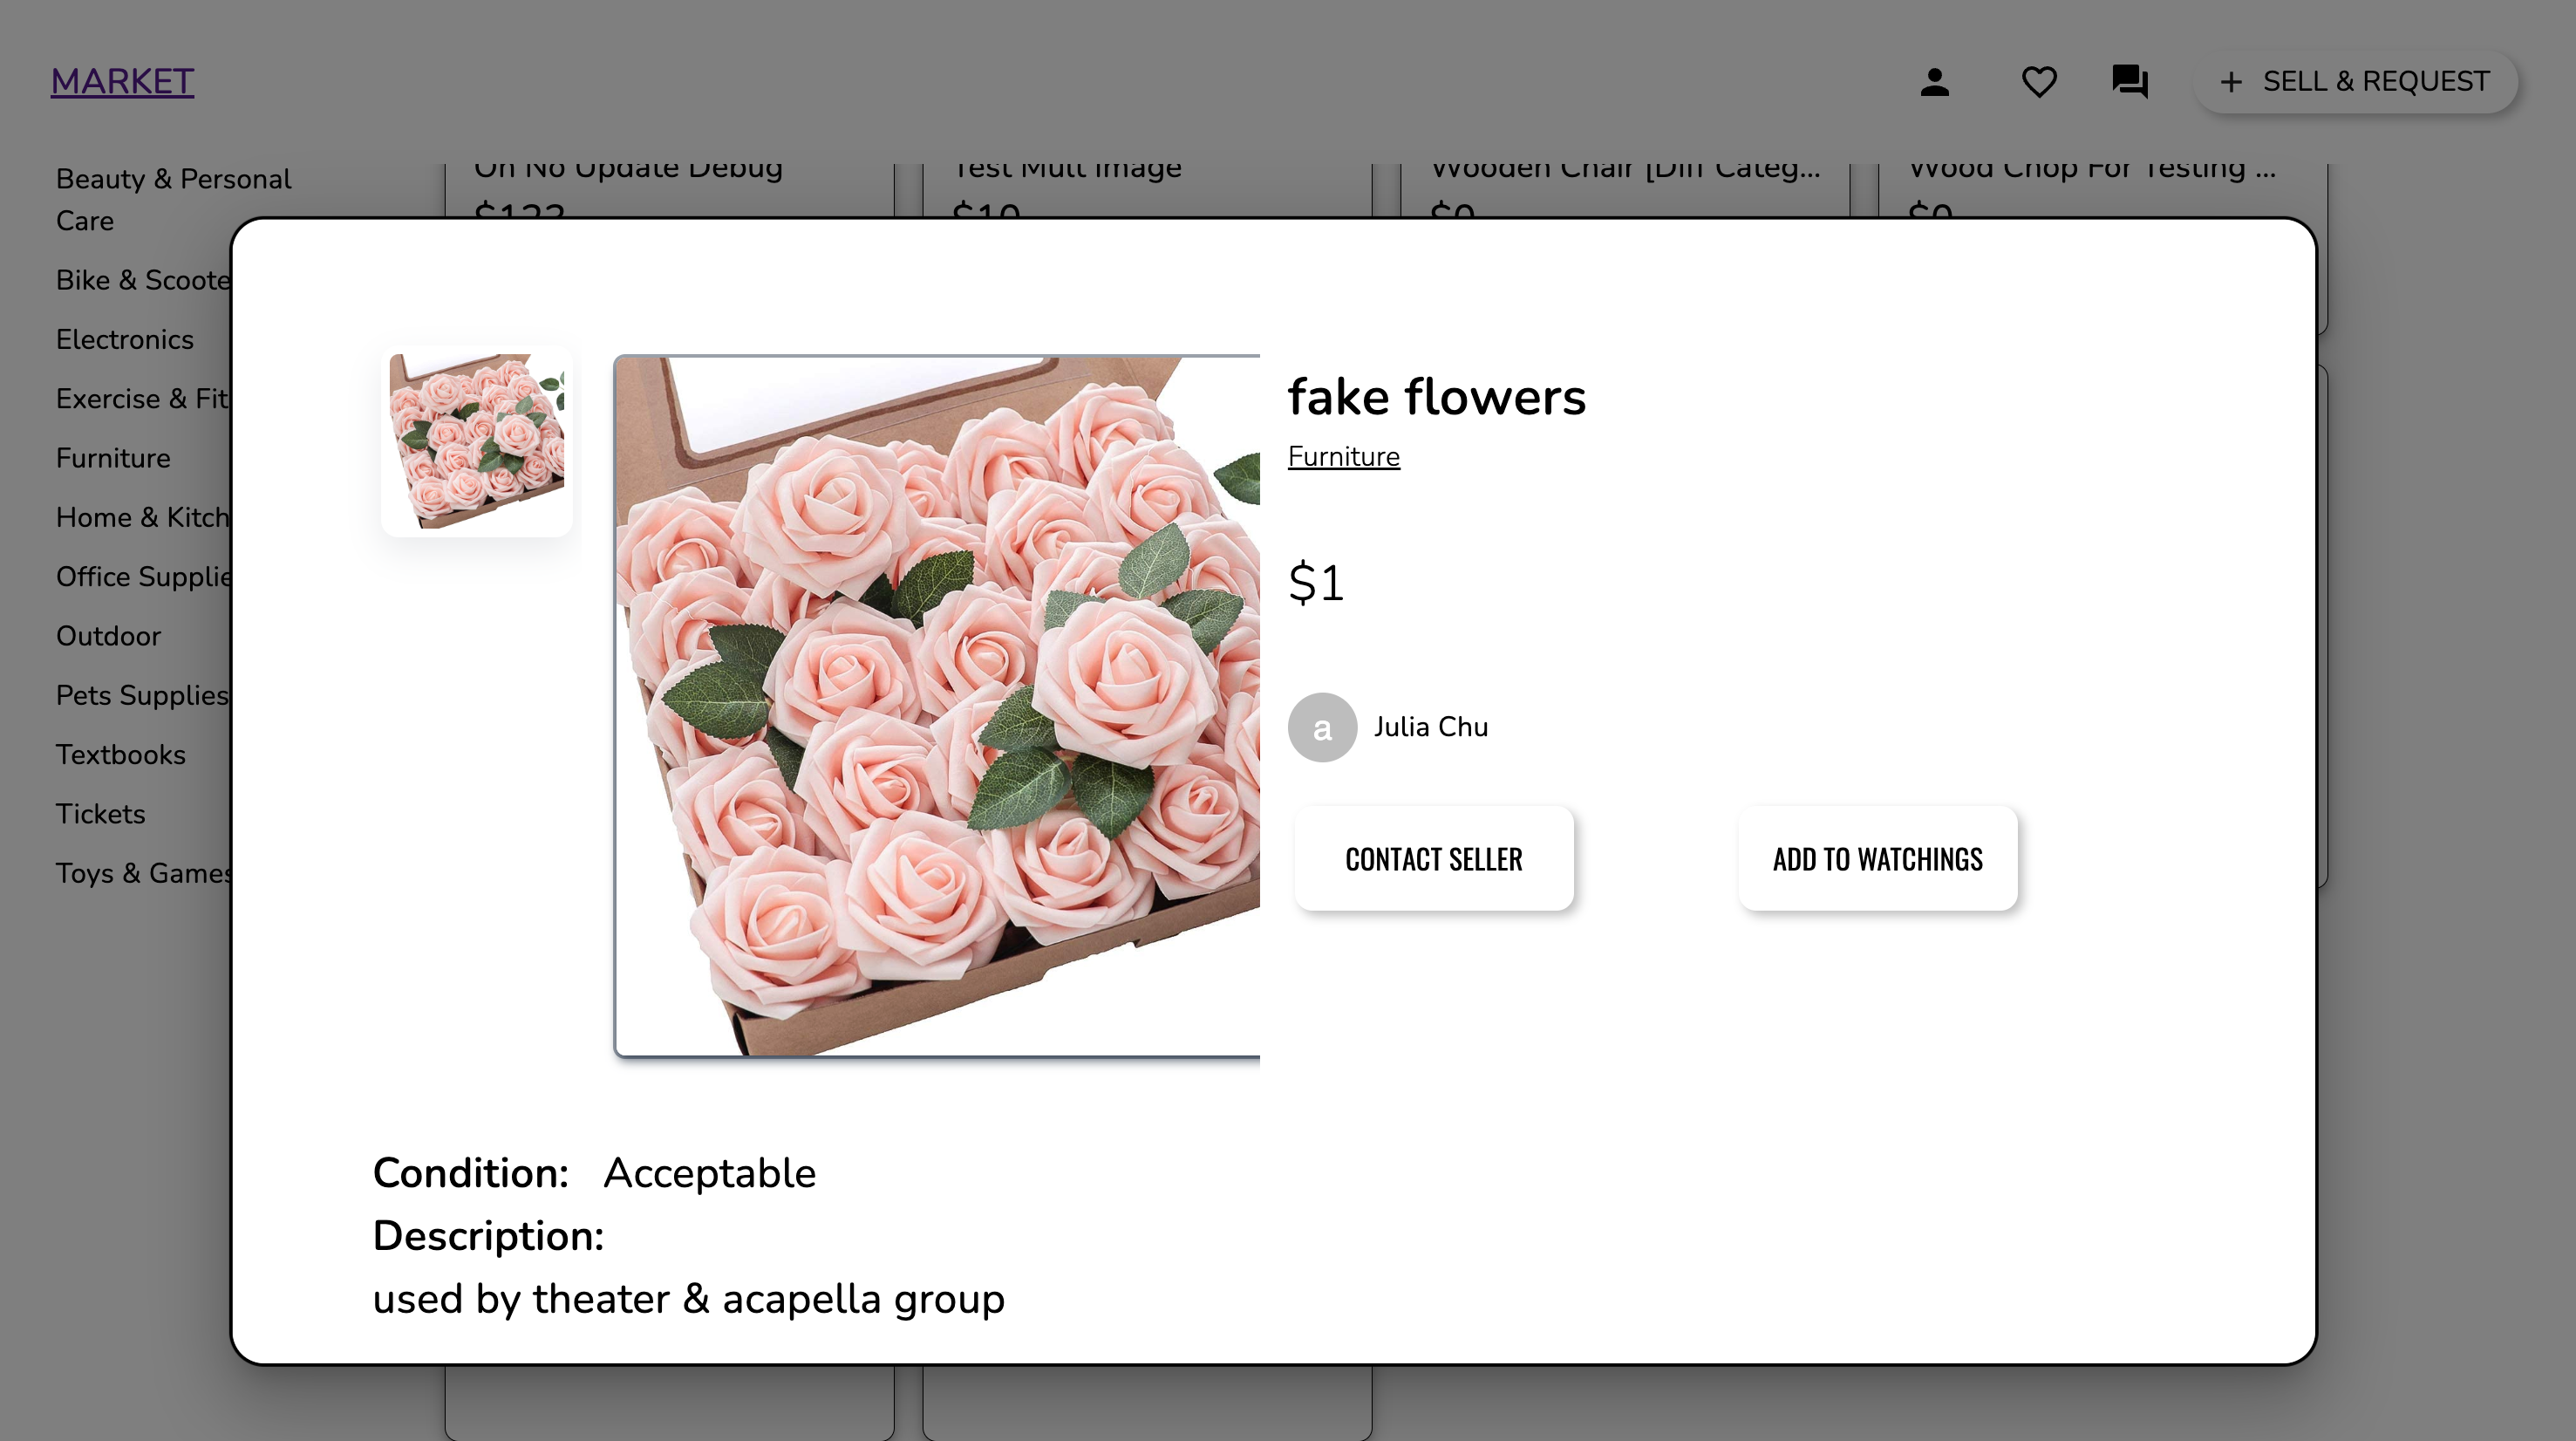 MARKET
SELL & REQUEST
Beauty & Personal
Care
Bike & Scoote
Electronics
Exercise & Fit
Furniture
Home & Kitch
Office Supplie
Outdoor
Pets Supplies
Textbooks
Tickets
Toys & Games
Oh No Update Debug
$123
Test Mult Image
$10
Wooden Chair [Diff Categ...
$0
Wood Chop For Testing ...
$0
fake flowers
Furniture
$1
a
Julia Chu
CONTACT SELLER
ADD TO WATCHINGS
Condition: Acceptable
Description:
used by theater & acapella group